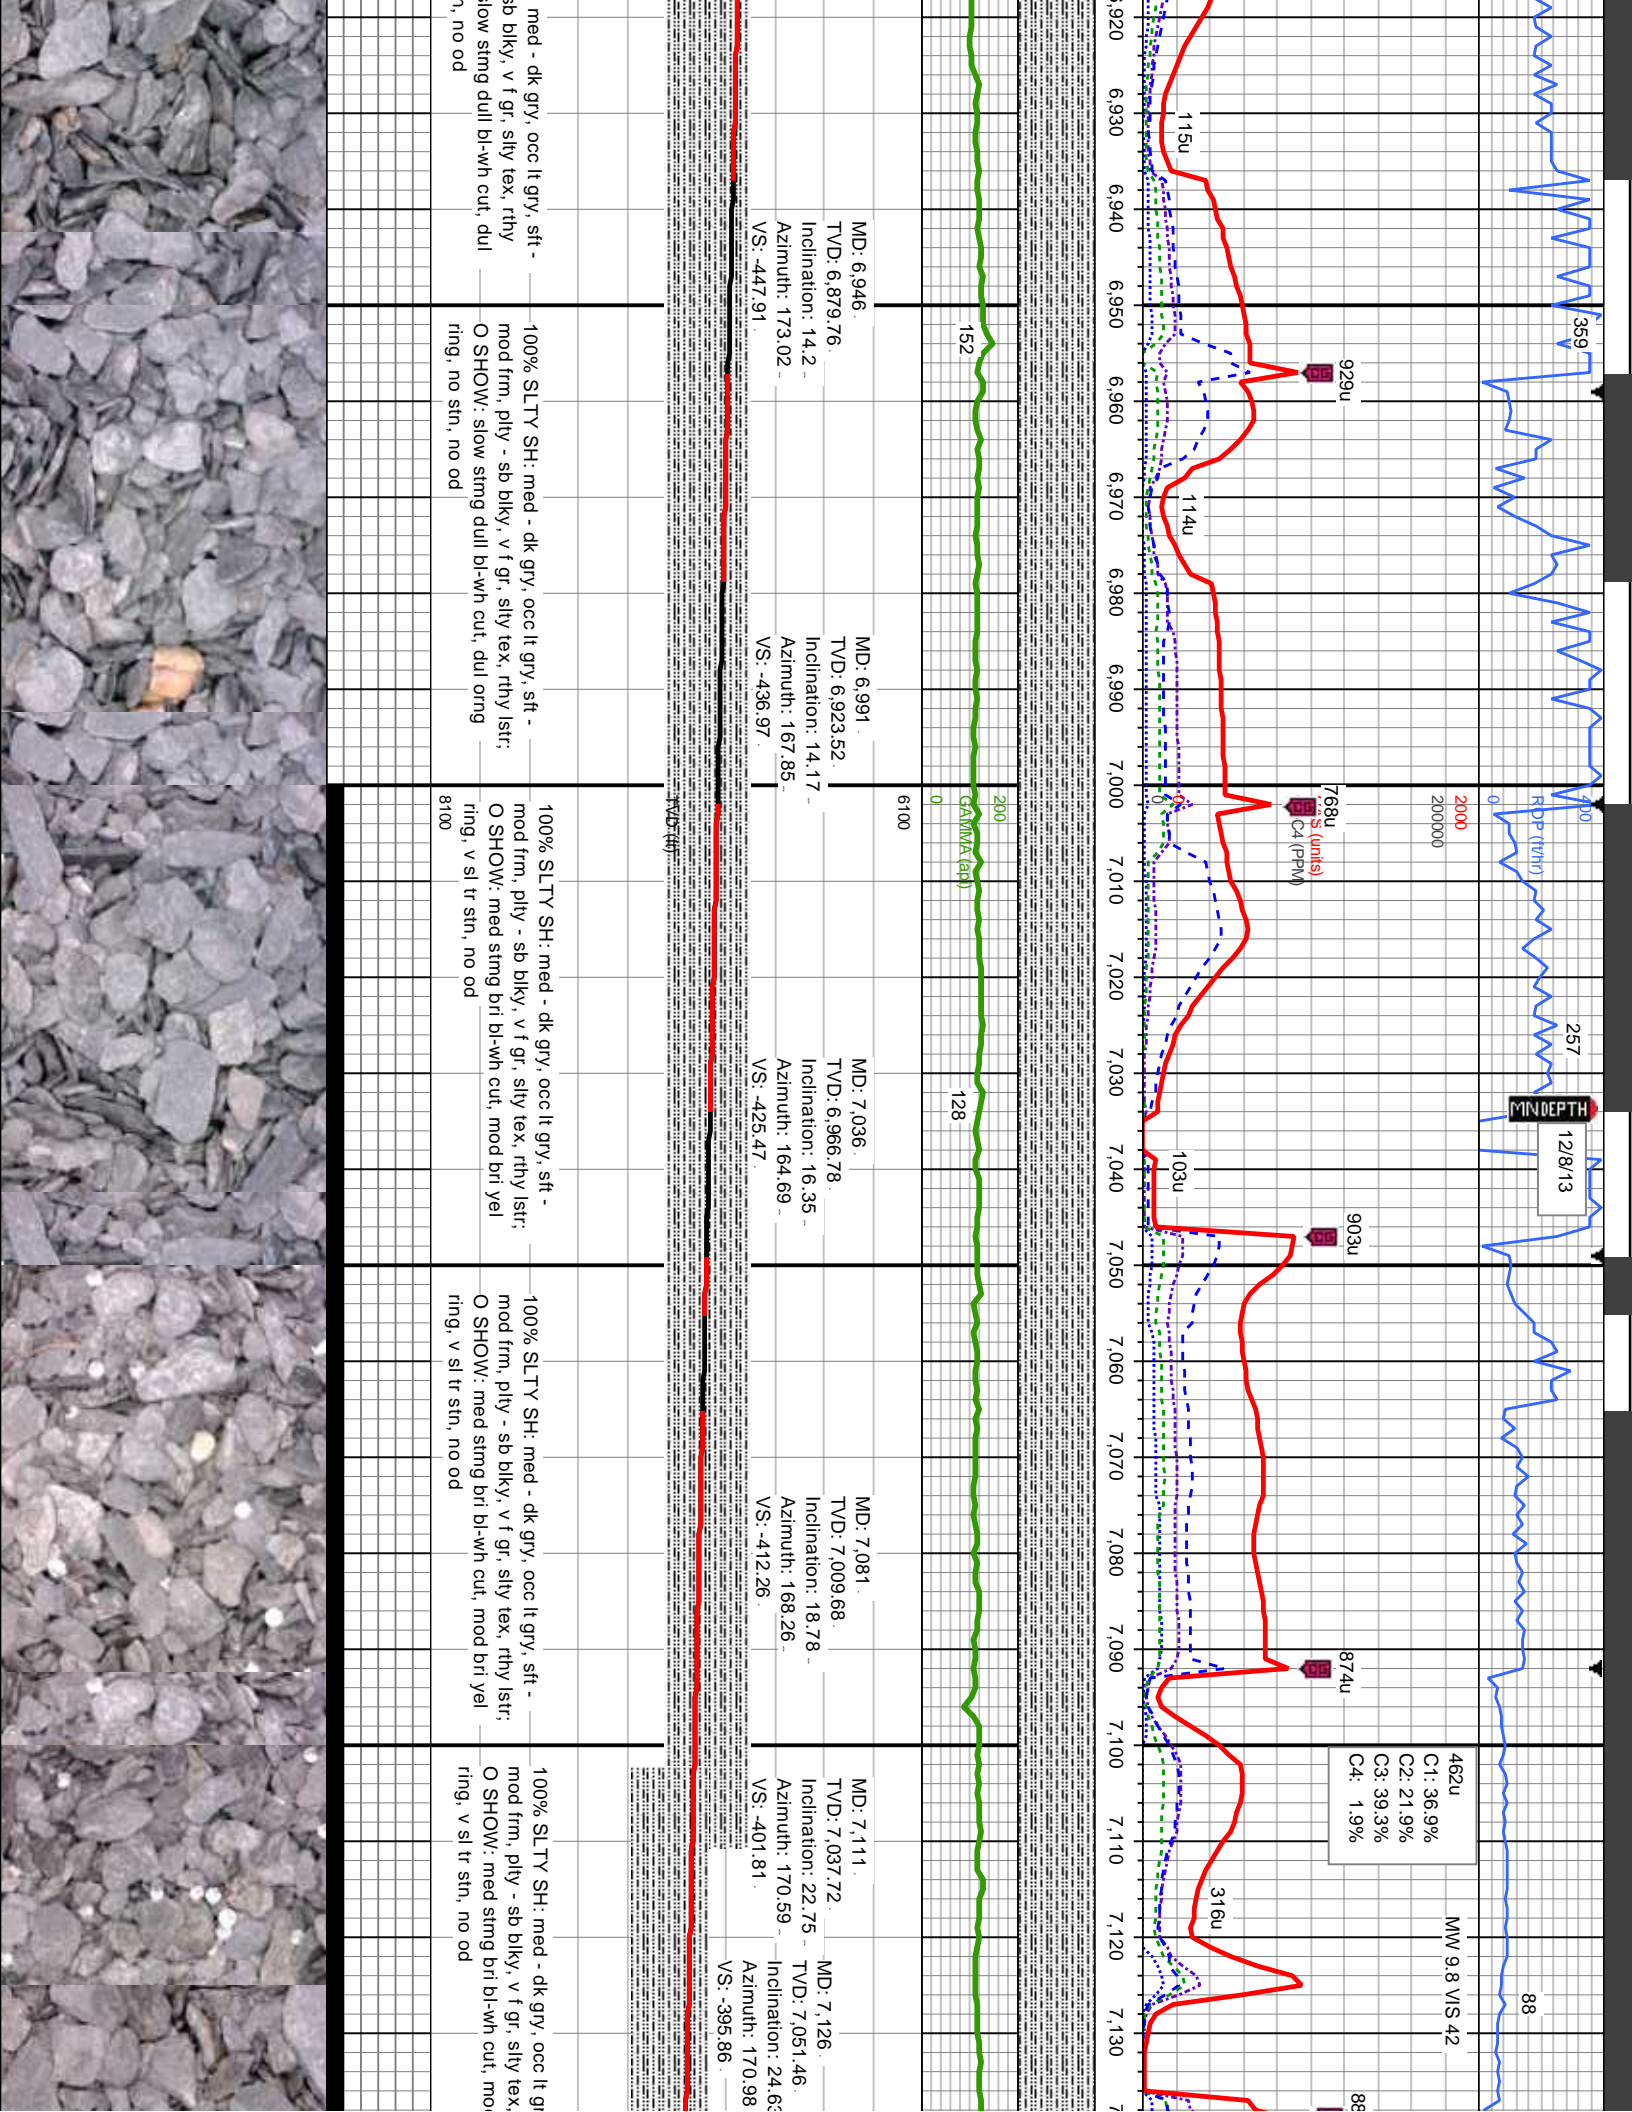 6,920
6,930
6,940
6,950
6,960
6,970
6,980
6,990
7,000
7,010
7,020
7,030
7,040
7,050
7,060
7,070
7,080
7,090
7,100
7,110
7,120
7,130
359
257
MN DEPTH
12/8/13
88
MW 9.8 VIS 42
400
ROP (ft/hr)
0
2000
200000
(units)
C4 (PPM)
0
0
115u
929u
114u
768u
103u
903u
874u
462u
C1: 36.9%
C2: 21.9%
C3: 39.3%
C4: 1.9%
316u
152
128
200
GAMMA (api)
0
6100
TVD (ft)
8100
MD: 6,946
TVD: 6,879.76
Inclination: 14.2
Azimuth: 173.02
VS: -447.91
MD: 6,991
TVD: 6,923.52
Inclination: 14.17
Azimuth: 167.85
VS: -436.97
MD: 7,036
TVD: 6,966.78
Inclination: 16.35
Azimuth: 164.69
VS: -425.47
MD: 7,081
TVD: 7,009.68
Inclination: 18.78
Azimuth: 168.26
VS: -412.26
MD: 7,111
TVD: 7,037.72
Inclination: 22.75
Azimuth: 170.59
VS: -401.81
MD: 7,126
TVD: 7,051.46
Inclination: 24.63
Azimuth: 170.98
VS: -395.86
med - dk gry, occ lt gry, sft -
sb blky, v f gr, slty tex, rthy
slow stmg dull bl-wh cut, dul
no od
100% SLTY SH: med - dk gry, occ lt gry, sft -
mod frm, plty - sb blky, v f gr, slty tex, rthy lstr;
O SHOW: slow stmg dull bl-wh cut, dul orng
ring, no stn, no od
100% SLTY SH: med - dk gry, occ lt gry, sft -
mod frm, plty - sb blky, v f gr, slty tex, rthy lstr;
O SHOW: med stmg bri bl-wh cut, mod bri yel
ring, v sl tr stn, no od
100% SLTY SH: med - dk gry, occ lt gry, sft -
mod frm, plty - sb blky, v f gr, slty tex, rthy lstr;
O SHOW: med stmg bri bl-wh cut, mod bri yel
ring, v sl tr stn, no od
100% SLTY SH: med - dk gry, occ lt gr
mod frm, plty - sb blky, v f gr, slty tex,
O SHOW: med stmg bri bl-wh cut, mo
ring, v sl tr stn, no od